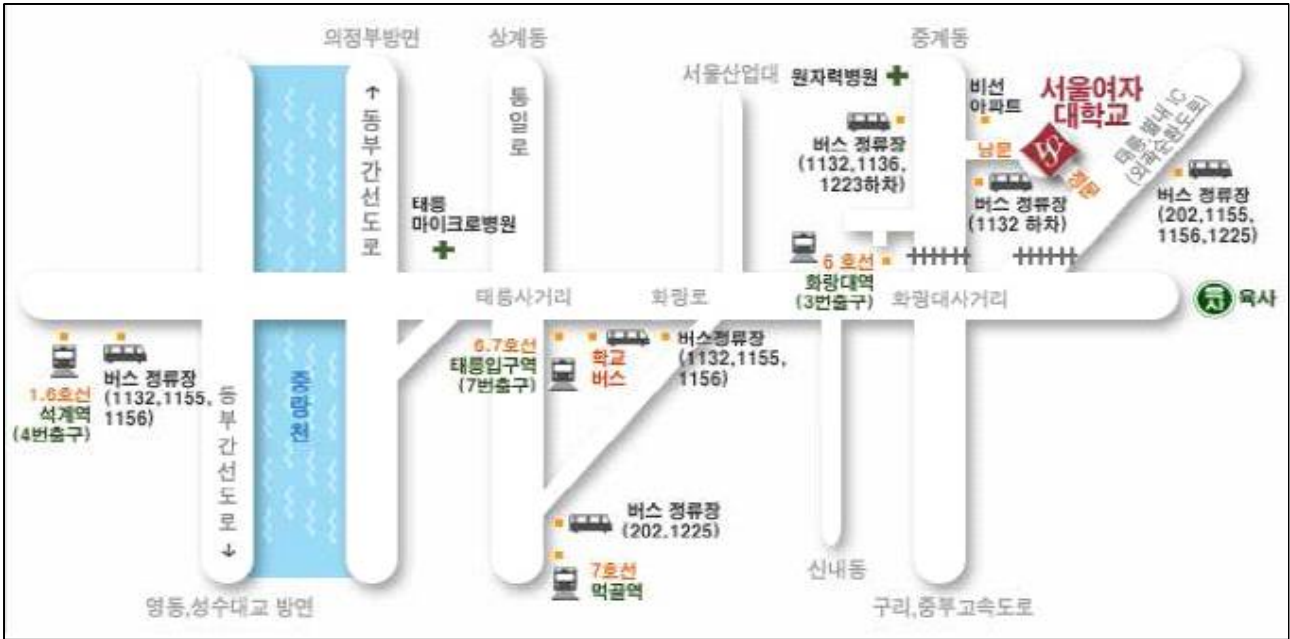 의정부방면
상계동
중계동
서울산업대
원자력병원
비선
아파트
서울여자
대학교
태릉,별내 IC
(외곽순환도로)
↑ 동부간선도로
통일로
버스 정류장
(1132,1136,
1223하차)
남문
정문
버스 정류장
(1132 하차)
버스 정류장
(202,1155,
1156,1225)
태릉
마이크로병원
6 호선
화랑대역
(3번출구)
태릉사거리
화랑로
화랑대사거리
육사
1.6호선
석계역
(4번출구)
버스 정류장
(1132,1155,
1156)
동부간선도로 ↓
중랑천
6.7호선
태릉입구역
(7번출구)
학교
버스
버스정류장
(1132,1155,
1156)
버스 정류장
(202.1225)
7호선
먹골역
신내동
영동,성수대교 방면
구리,중부고속도로